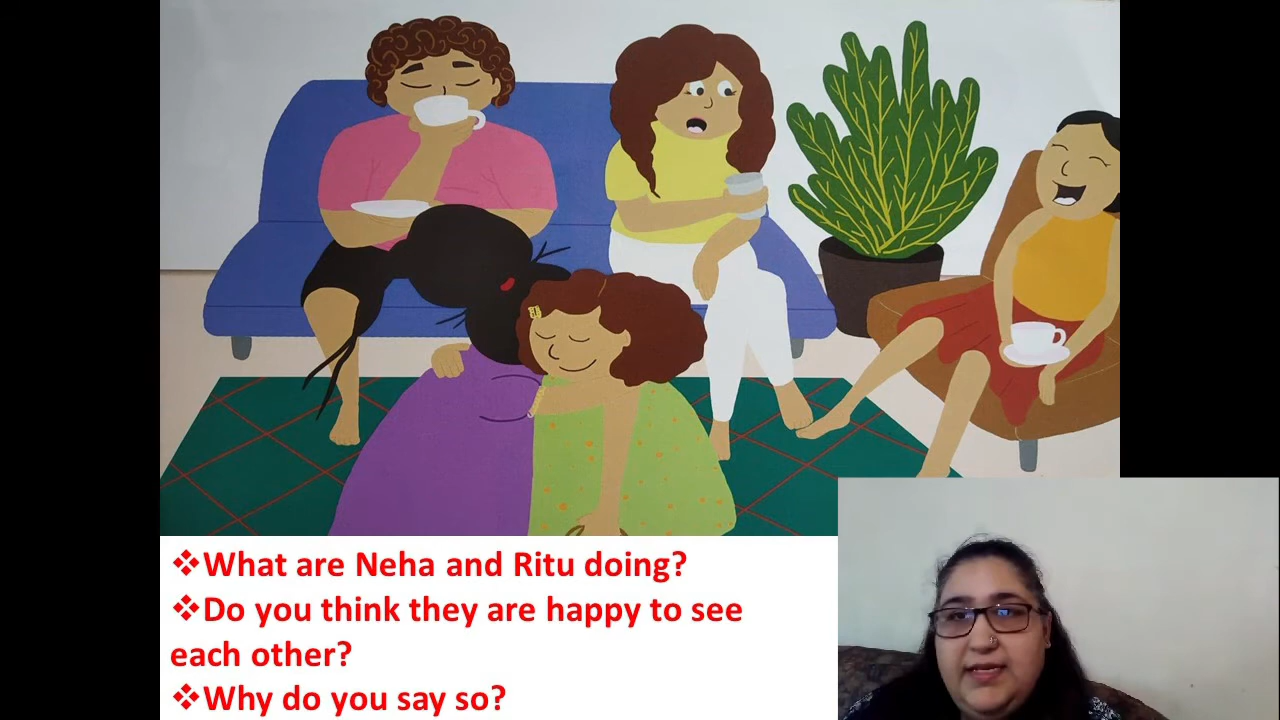 ❖What are Neha and Ritu doing?
❖Do you think they are happy to see
each other?
❖Why do you say so?